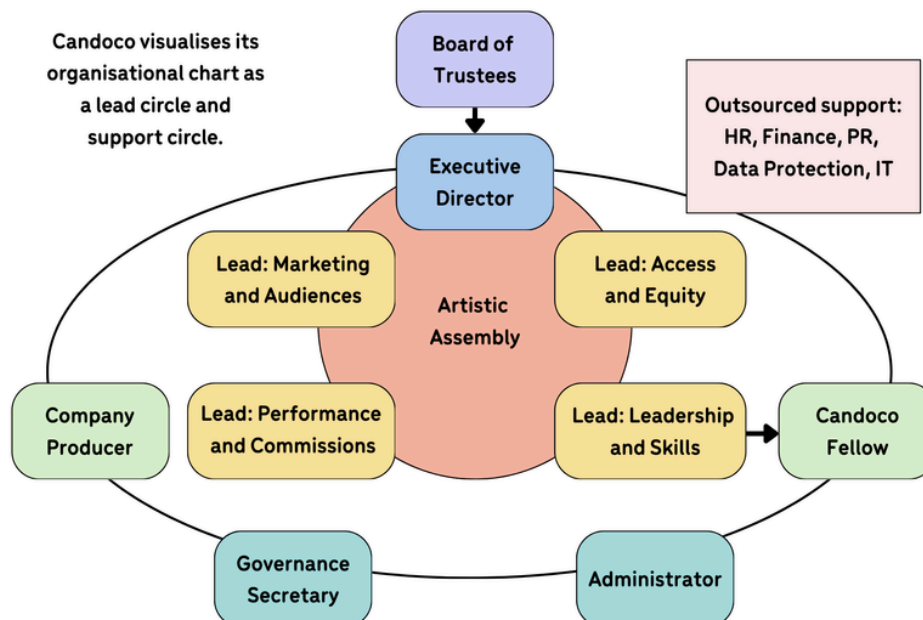 Candoco visualises its
organisational chart as
a lead circle and
support circle.
Board of
Trustees
Outsourced support:
HR, Finance, PR,
Data Protection, IT
Executive
Director
Lead: Marketing
and Audiences
Lead: Access
and Equity
Artistic
Assembly
Company
Producer
Lead: Performance
and Commissions
Lead: Leadership
and Skills
Candoco
Fellow
Governance
Secretary
Administrator